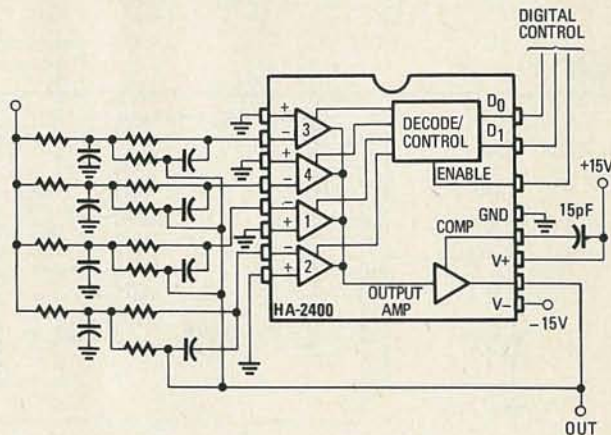 DIGITAL
CONTROL
+
-
3
DECODE/
CONTROL
D0
D1
+
-
4
ENABLE
+15V
-
+
1
GND
15pF
COMP
-
+
2
V+
OUTPUT
AMP
V-
-15V
HA-2400
OUT